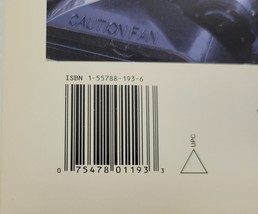 CAUTION FAN
ISBN 1-55788-193-6
UPC
0 75478 01193 3